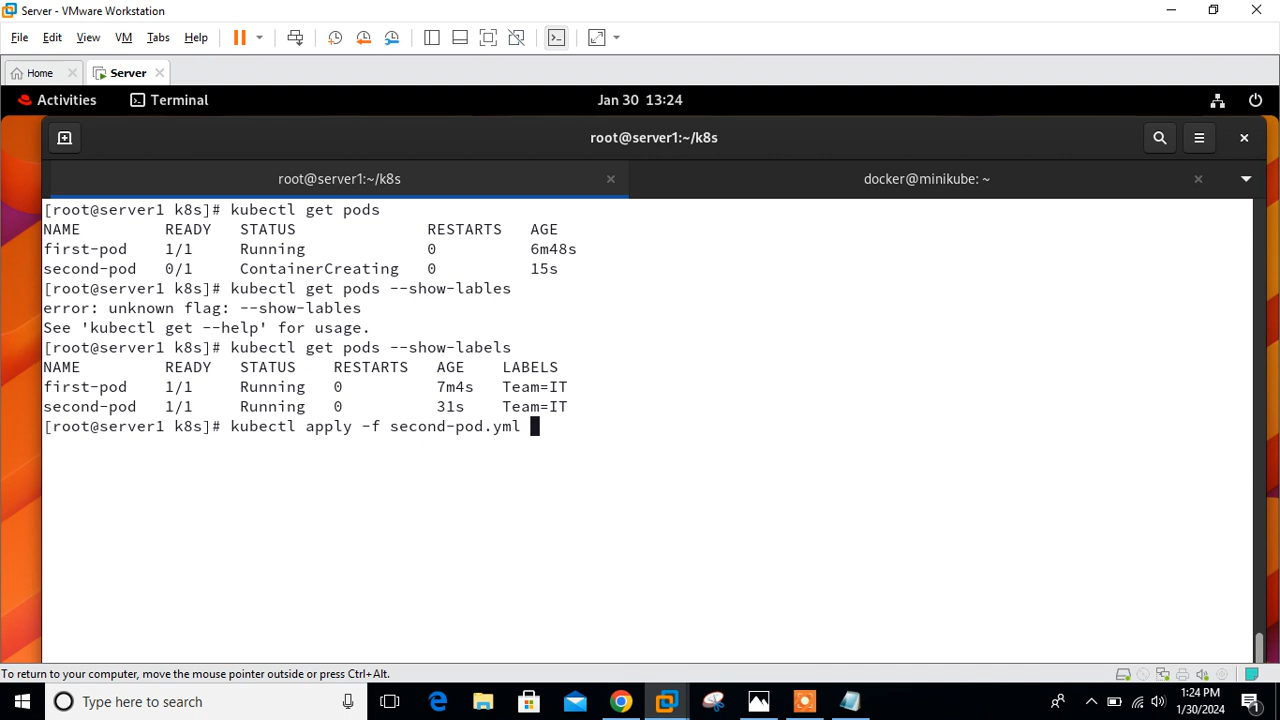 Server - VMware Workstation
File Edit View VM Tabs Help
Home Server
Activities Terminal Jan 30 13:24
root@server1:~/k8s
root@server1:~/k8s docker@minikube: ~
[root@server1 k8s]# kubectl get pods
NAME READY STATUS RESTARTS AGE
first-pod 1/1 Running 0 6m48s
second-pod 0/1 ContainerCreating 0 15s
[root@server1 k8s]# kubectl get pods --show-lables
error: unknown flag: --show-lables
See 'kubectl get --help' for usage.
[root@server1 k8s]# kubectl get pods --show-labels
NAME READY STATUS RESTARTS AGE LABELS
first-pod 1/1 Running 0 7m4s Team=IT
second-pod 1/1 Running 0 31s Team=IT
[root@server1 k8s]# kubectl apply -f second-pod.yml
To return to your computer, move the mouse pointer outside or press Ctrl+Alt.
Type here to search
1:24 PM
1/30/2024
1